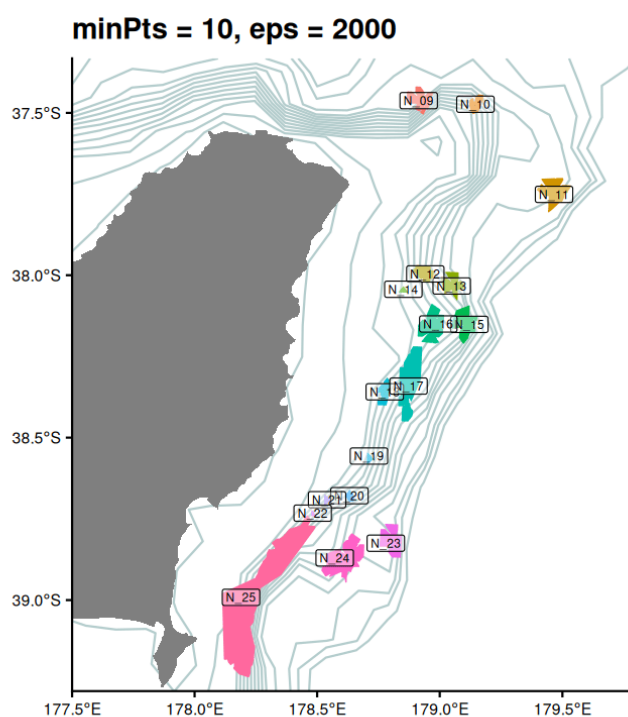 minPts = 10, eps = 2000
37.5°S
38.0°S
38.5°S
39.0°S
N_09
N_10
N_11
N_12
N_13
N_14
N_16
N_15
N_17
N_19
N_20
N_21
N_22
N_23
N_24
N_25
177.5°E
178.0°E
178.5°E
179.0°E
179.5°E